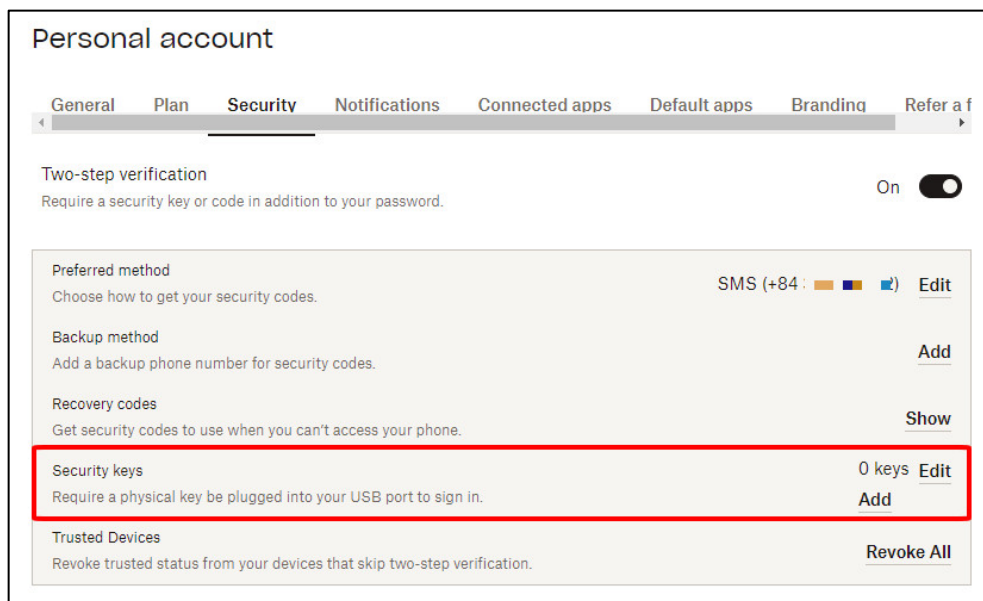 Personal account
General Plan Security Notifications Connected apps Default apps Branding Refer a f
Two-step verification
On
Require a security key or code in addition to your password.
Preferred method
SMS (+84 ) Edit
Choose how to get your security codes.
Backup method
Add
Add a backup phone number for security codes.
Recovery codes
Show
Get security codes to use when you can't access your phone.
Security keys
0 keys Edit
Require a physical key be plugged into your USB port to sign in.
Add
Trusted Devices
Revoke All
Revoke trusted status from your devices that skip two-step verification.